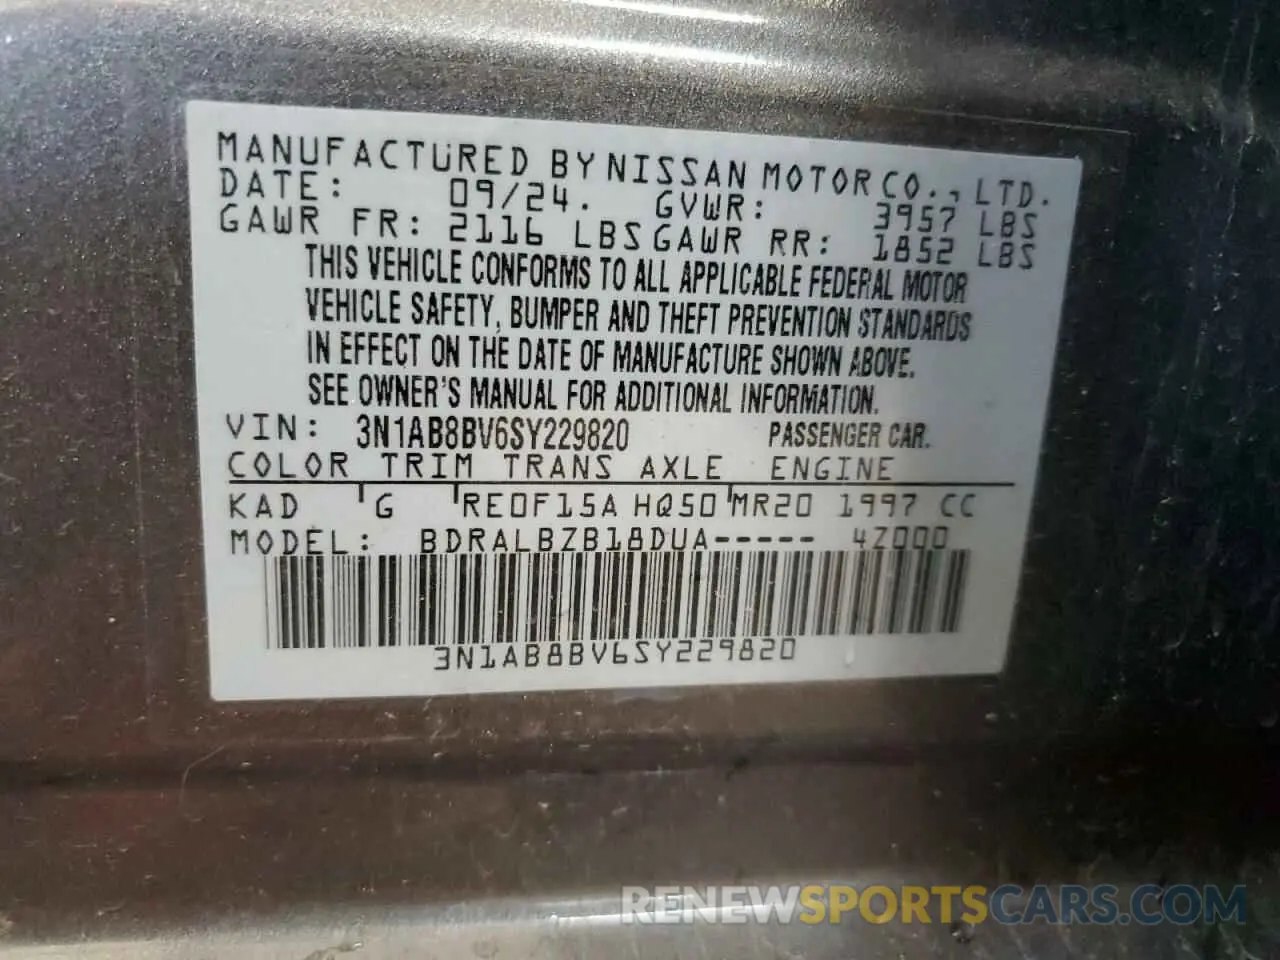 MANUFACTURED BY NISSAN MOTOR CO., LTD.
DATE: 09/24. GVWR: 3957 LBS
GAWR FR: 2116 LBS GAWR RR: 1852 LBS
THIS VEHICLE CONFORMS TO ALL APPLICABLE FEDERAL MOTOR
VEHICLE SAFETY, BUMPER AND THEFT PREVENTION STANDARDS
IN EFFECT ON THE DATE OF MANUFACTURE SHOWN ABOVE.
SEE OWNER'S MANUAL FOR ADDITIONAL INFORMATION.
VIN: 3N1AB8BV6SY229820 PASSENGER CAR.
COLOR TRIM TRANS AXLE ENGINE
KAD G RE0F15A HQ50 MR20 1997 CC
MODEL: BDRALBZB18DUA----- 4Z000
3N1AB8BV6SY229820
RENEWSPORTSCARS.COM